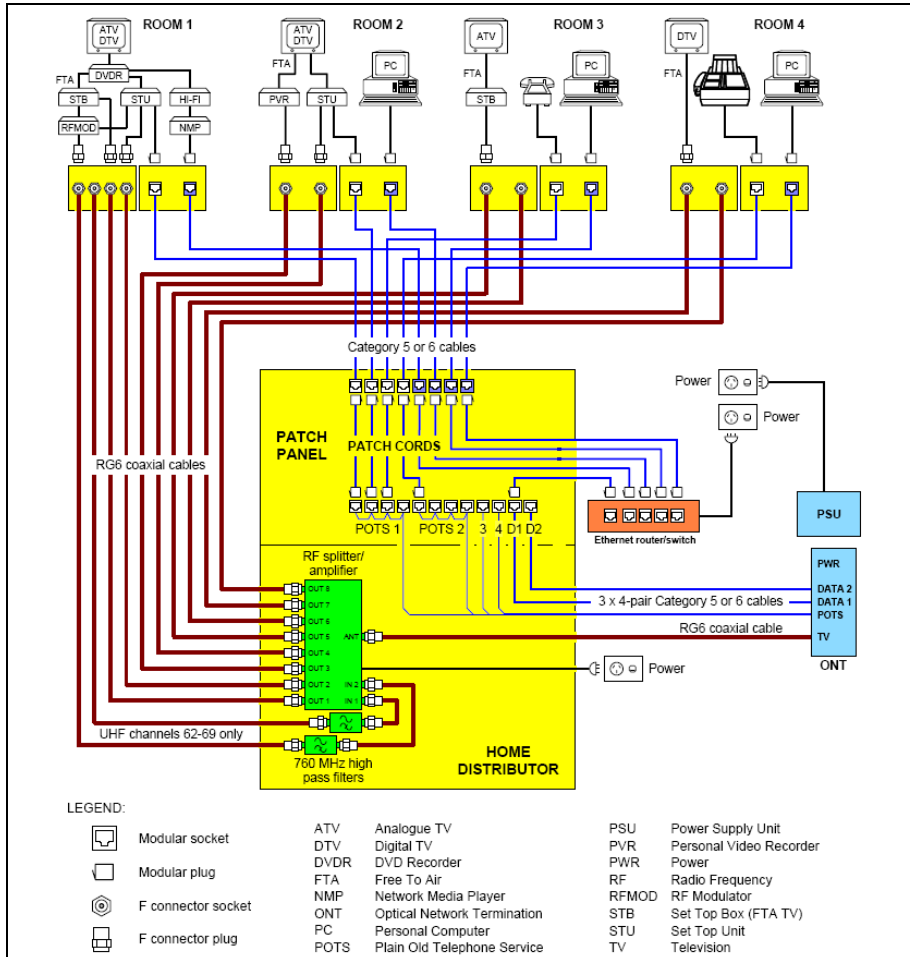 ROOM 1
ROOM 2
ROOM 3
ROOM 4
ATV
DTV
ATV
DTV
ATV
DTV
FTA
DVDR
STB
STU
HI-FI
RFMOD
NMP
FTA
PC
PVR
STU
FTA
PC
STB
FTA
PC
Category 5 or 6 cables
PATCH
PANEL
PATCH CORDS
RG6 coaxial cables
Power
Power
POTS 1
POTS 2
3
4
D1
D2
Ethernet router/switch
PSU
RF splitter/
amplifier
PWR
OUT 8
DATA 2
OUT 7
3 x 4-pair Category 5 or 6 cables
DATA 1
OUT 6
POTS
OUT 5
ANT
RG6 coaxial cable
TV
OUT 4
ONT
OUT 3
Power
OUT 2
IN 2
OUT 1
IN 1
UHF channels 62-69 only
760 MHz high
pass filters
HOME
DISTRIBUTOR
LEGEND:
Modular socket
Modular plug
F connector socket
F connector plug
ATV Analogue TV
DTV Digital TV
DVDR DVD Recorder
FTA Free To Air
NMP Network Media Player
ONT Optical Network Termination
PC Personal Computer
POTS Plain Old Telephone Service
PSU Power Supply Unit
PVR Personal Video Recorder
PWR Power
RF Radio Frequency
RFMOD RF Modulator
STB Set Top Box (FTA TV)
STU Set Top Unit
TV Television